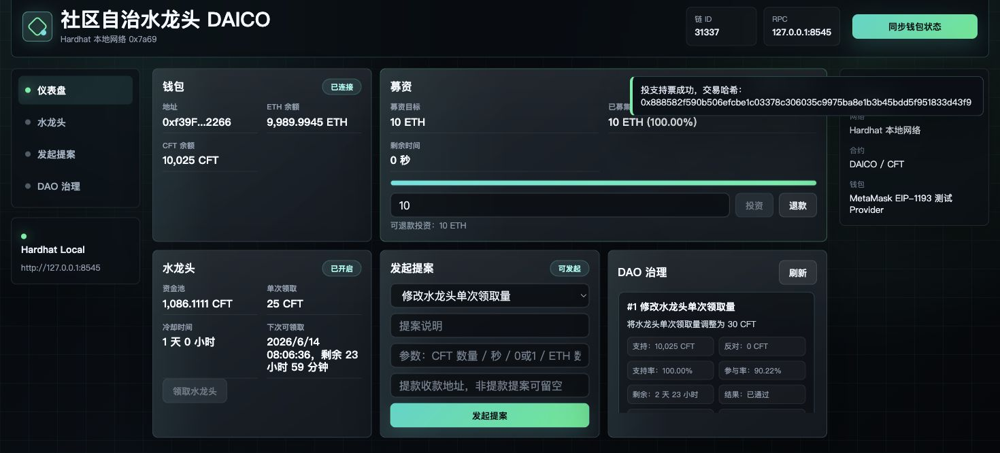 社区自治水龙头 DAICO
Hardhat 本地网络 0x7a69
链 ID
31337
RPC
127.0.0.1:8545
同步钱包状态
仪表盘
水龙头
发起提案
DAO 治理
Hardhat Local
http://127.0.0.1:8545
钱包
已连接
地址
0xf39F...2266
ETH 余额
9,989.9945 ETH
CFT 余额
10,025 CFT
募资
募资目标
10 ETH
已募集
10 ETH (100.00%)
剩余时间
0 秒
10
投资
退款
可退款投资：10 ETH
投支持票成功，交易哈希：
0x888582f590b506efcbe1c03378c306035c9975ba8e1b3b45bdd5f951833d43f9
网络
Hardhat 本地网络
合约
DAICO / CFT
钱包
MetaMask EIP-1193 测试
Provider
水龙头
已开启
资金池
1,086.1111 CFT
单次领取
25 CFT
冷却时间
1 天 0 小时
下次可领取
2026/6/14
08:06:36，剩余 23
小时 59 分钟
领取水龙头
发起提案
可发起
修改水龙头单次领取量
提案说明
参数：CFT 数量 / 秒 / 0或1 / ETH 数
提款收款地址，非提款提案可留空
发起提案
DAO 治理
刷新
#1 修改水龙头单次领取量
将水龙头单次领取量调整为 30 CFT
支持：10,025 CFT
反对：0 CFT
支持率：100.00%
参与率：90.22%
剩余：2 天 23 小时
结果：已通过